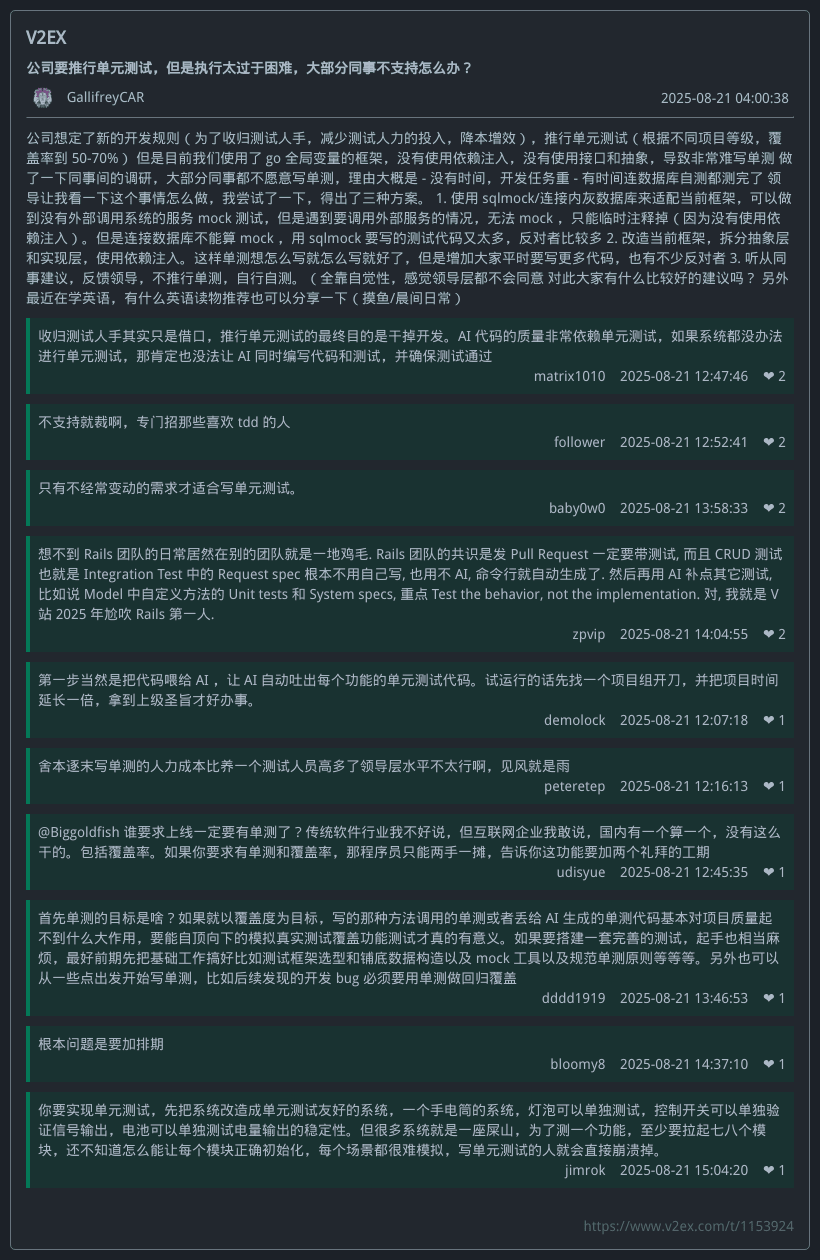 V2EX
公司要推行单元测试，但是执行太过于困难，大部分同事不支持怎么办？
GallifreyCAR 2025-08-21 04:00:38
公司想定了新的开发规则（为了收归测试人手，减少测试人力的投入，降本增效），推行单元测试（根据不同项目等级，覆
盖率到 50-70%）但是目前我们使用了 go 全局变量的框架，没有使用依赖注入，没有使用接口和抽象，导致非常难写单测 做
了一下同事间的调研，大部分同事都不愿意写单测，理由大概是 - 没有时间，开发任务重 - 有时间连数据库自测都测完了 领
导让我看一下这个事情怎么做，我尝试了一下，得出了三种方案。 1. 使用 sqlmock/连接内灰数据库来适配当前框架，可以做
到没有外部调用系统的服务 mock 测试，但是遇到要调用外部服务的情况，无法 mock ，只能临时注释掉（因为没有使用依
赖注入）。但是连接数据库不能算 mock ，用 sqlmock 要写的测试代码又太多，反对者比较多 2. 改造当前框架，拆分抽象层
和实现层，使用依赖注入。这样单测想怎么写就怎么写就好了，但是增加大家平时要写更多代码，也有不少反对者 3. 听从同
事建议，反馈领导，不推行单测，自行自测。（全靠自觉性，感觉领导层都不会同意 对此大家有什么比较好的建议吗？ 另外
最近在学英语，有什么英语读物推荐也可以分享一下（摸鱼/晨间日常）
收归测试人手其实只是借口，推行单元测试的最终目的是干掉开发。AI 代码的质量非常依赖单元测试，如果系统都没办法
进行单元测试，那肯定也没法让 AI 同时编写代码和测试，并确保测试通过
matrix1010 2025-08-21 12:47:46 ❤ 2
不支持就裁啊，专门招那些喜欢 tdd 的人
follower 2025-08-21 12:52:41 ❤ 2
只有不经常变动的需求才适合写单元测试。
baby0w0 2025-08-21 13:58:33 ❤ 2
想不到 Rails 团队的日常居然在别的团队就是一地鸡毛. Rails 团队的共识是发 Pull Request 一定要带测试, 而且 CRUD 测试
也就是 Integration Test 中的 Request spec 根本不用自己写, 也用不 AI, 命令行就自动生成了. 然后再用 AI 补点其它测试,
比如说 Model 中自定义方法的 Unit tests 和 System specs, 重点 Test the behavior, not the implementation. 对, 我就是 V
站 2025 年尬吹 Rails 第一人.
zpvip 2025-08-21 14:04:55 ❤ 2
第一步当然是把代码喂给 AI ，让 AI 自动吐出每个功能的单元测试代码。试运行的话先找一个项目组开刀，并把项目时间
延长一倍，拿到上级圣旨才好办事。
demolock 2025-08-21 12:07:18 ❤ 1
舍本逐末写单测的人力成本比养一个测试人员高多了领导层水平不太行啊，见风就是雨
peteretep 2025-08-21 12:16:13 ❤ 1
@Biggoldfish 谁要求上线一定要有单测了？传统软件行业我不好说，但互联网企业我敢说，国内有一个算一个，没有这么
干的。包括覆盖率。如果你要求有单测和覆盖率，那程序员只能两手一摊，告诉你这功能要加两个礼拜的工期
udisyue 2025-08-21 12:45:35 ❤ 1
首先单测的目标是啥？如果就以覆盖度为目标，写的那种方法调用的单测或者丢给 AI 生成的单测代码基本对项目质量起
不到什么大作用，要能自顶向下的模拟真实测试覆盖功能测试才真的有意义。如果要搭建一套完善的测试，起手也相当麻
烦，最好前期先把基础工作搞好比如测试框架选型和铺底数据构造以及 mock 工具以及规范单测原则等等等。另外也可以
从一些点出发开始写单测，比如后续发现的开发 bug 必须要用单测做回归覆盖
dddd1919 2025-08-21 13:46:53 ❤ 1
根本问题是要加排期
bloomy8 2025-08-21 14:37:10 ❤ 1
你要实现单元测试，先把系统改造成单元测试友好的系统，一个手电筒的系统，灯泡可以单独测试，控制开关可以单独验
证信号输出，电池可以单独测试电量输出的稳定性。但很多系统就是一座屎山，为了测一个功能，至少要拉起七八个模
块，还不知道怎么能让每个模块正确初始化，每个场景都很难模拟，写单元测试的人就会直接崩溃掉。
jimrok 2025-08-21 15:04:20 ❤ 1
https://www.v2ex.com/t/1153924